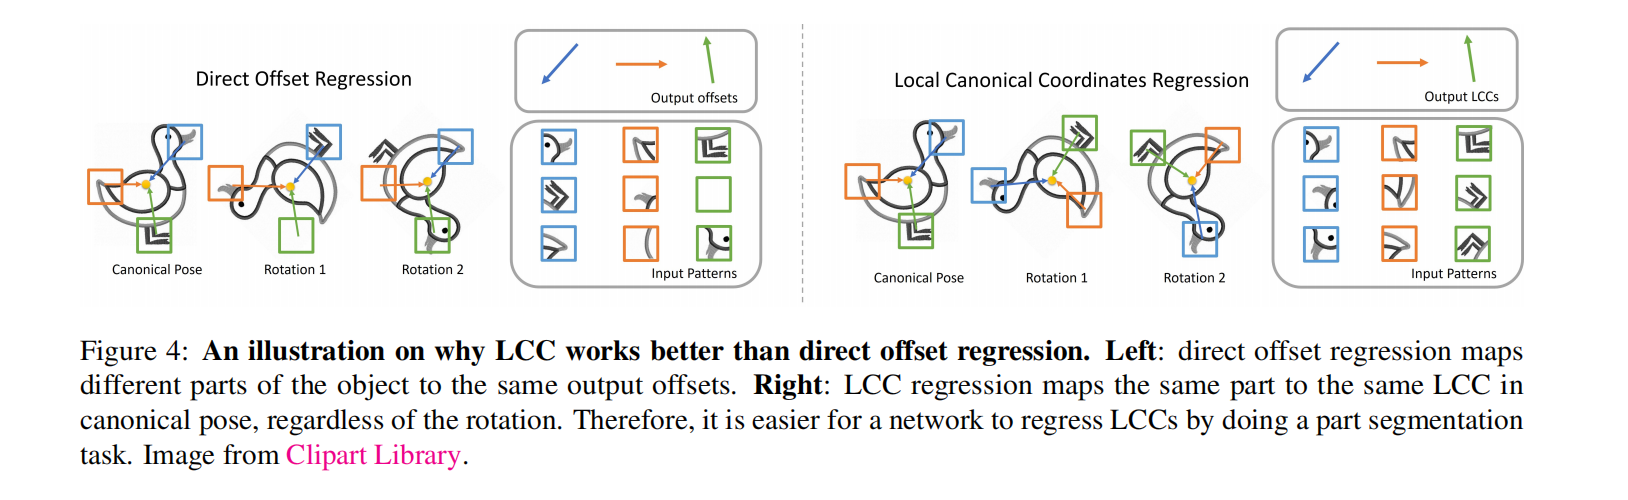 Direct Offset Regression
Output offsets
Canonical Pose
Rotation 1
Rotation 2
Input Patterns
Local Canonical Coordinates Regression
Output LCCs
Canonical Pose
Rotation 1
Rotation 2
Input Patterns
Figure 4: An illustration on why LCC works better than direct offset regression. Left: direct offset regression maps
different parts of the object to the same output offsets. Right: LCC regression maps the same part to the same LCC in
canonical pose, regardless of the rotation. Therefore, it is easier for a network to regress LCCs by doing a part segmentation
task. Image from Clipart Library.